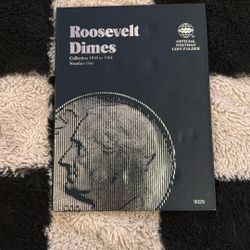 Roosevelt
Dimes
Collection 1946 to 1964
Number One
OFFICIAL
WHITMAN
COIN FOLDER
9029